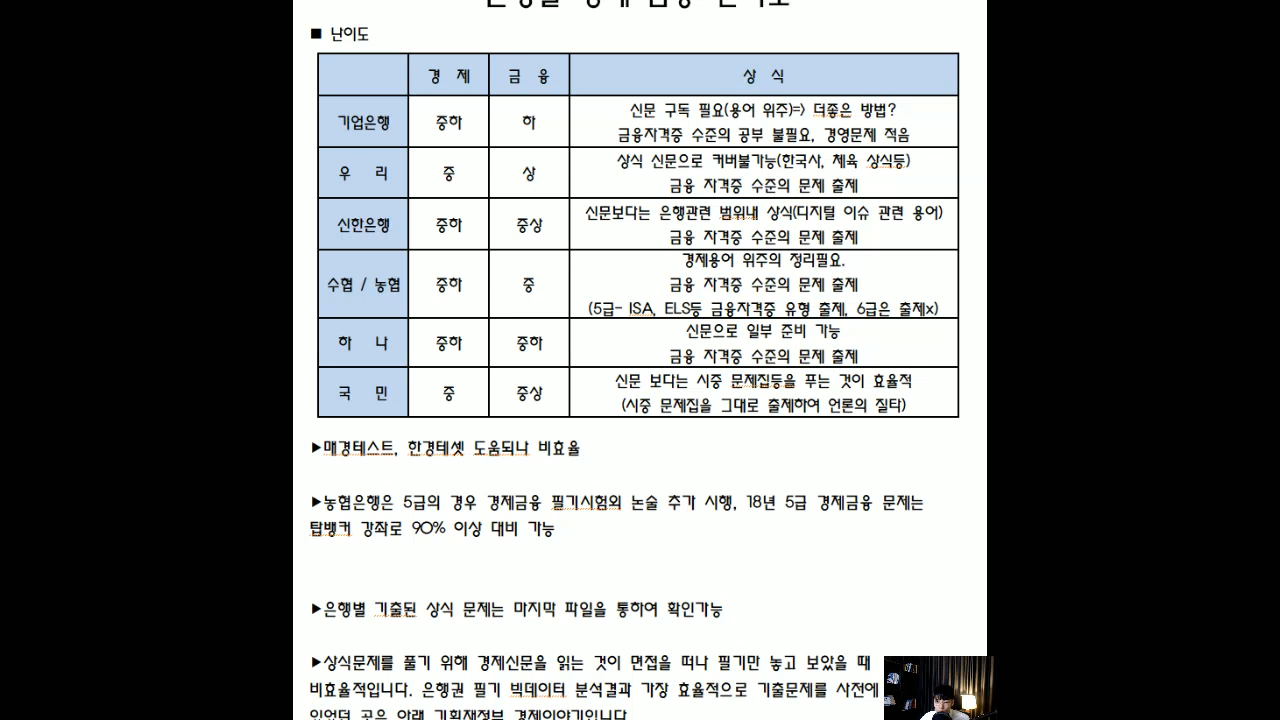 ■ 난이도
경 제 금 융 상 식
기업은행 중하 하 신문 구독 필요(용어 위주)=> 더좋은 방법?
금융자격증 수준의 공부 불필요, 경영문제 적음
우 리 중 상 상식 신문으로 커버불가능(한국사, 체육 상식등)
금융 자격증 수준의 문제 출제
신한은행 중하 중상 신문보다는 은행관련 범위내 상식(디지털 이슈 관련 용어)
금융 자격증 수준의 문제 출제
수협 / 농협 중하 중 경제용어 위주의 정리필요.
금융 자격증 수준의 문제 출제
(5급- ISA, ELS등 금융자격증 유형 출제, 6급은 출제x)
하 나 중하 중하 신문으로 일부 준비 가능
금융 자격증 수준의 문제 출제
국 민 중 중상 신문 보다는 시중 문제집등을 푸는 것이 효율적
(시중 문제집을 그대로 출제하여 언론의 질타)
▶매경테스트, 한경테셋 도움되나 비효율
▶농협은행은 5급의 경우 경제금융 필기시험외 논술 추가 시행, 18년 5급 경제금융 문제는
탑뱅커 강좌로 90% 이상 대비 가능
▶은행별 기출된 상식 문제는 마지막 파일을 통하여 확인가능
▶상식문제를 풀기 위해 경제신문을 읽는 것이 면접을 떠나 필기만 놓고 보았을 때
비효율적입니다. 은행권 필기 빅데이터 분석결과 가장 효율적으로 기출문제를 사전에
있었던 곳은 아래 기획재정부 경제이야기입니다